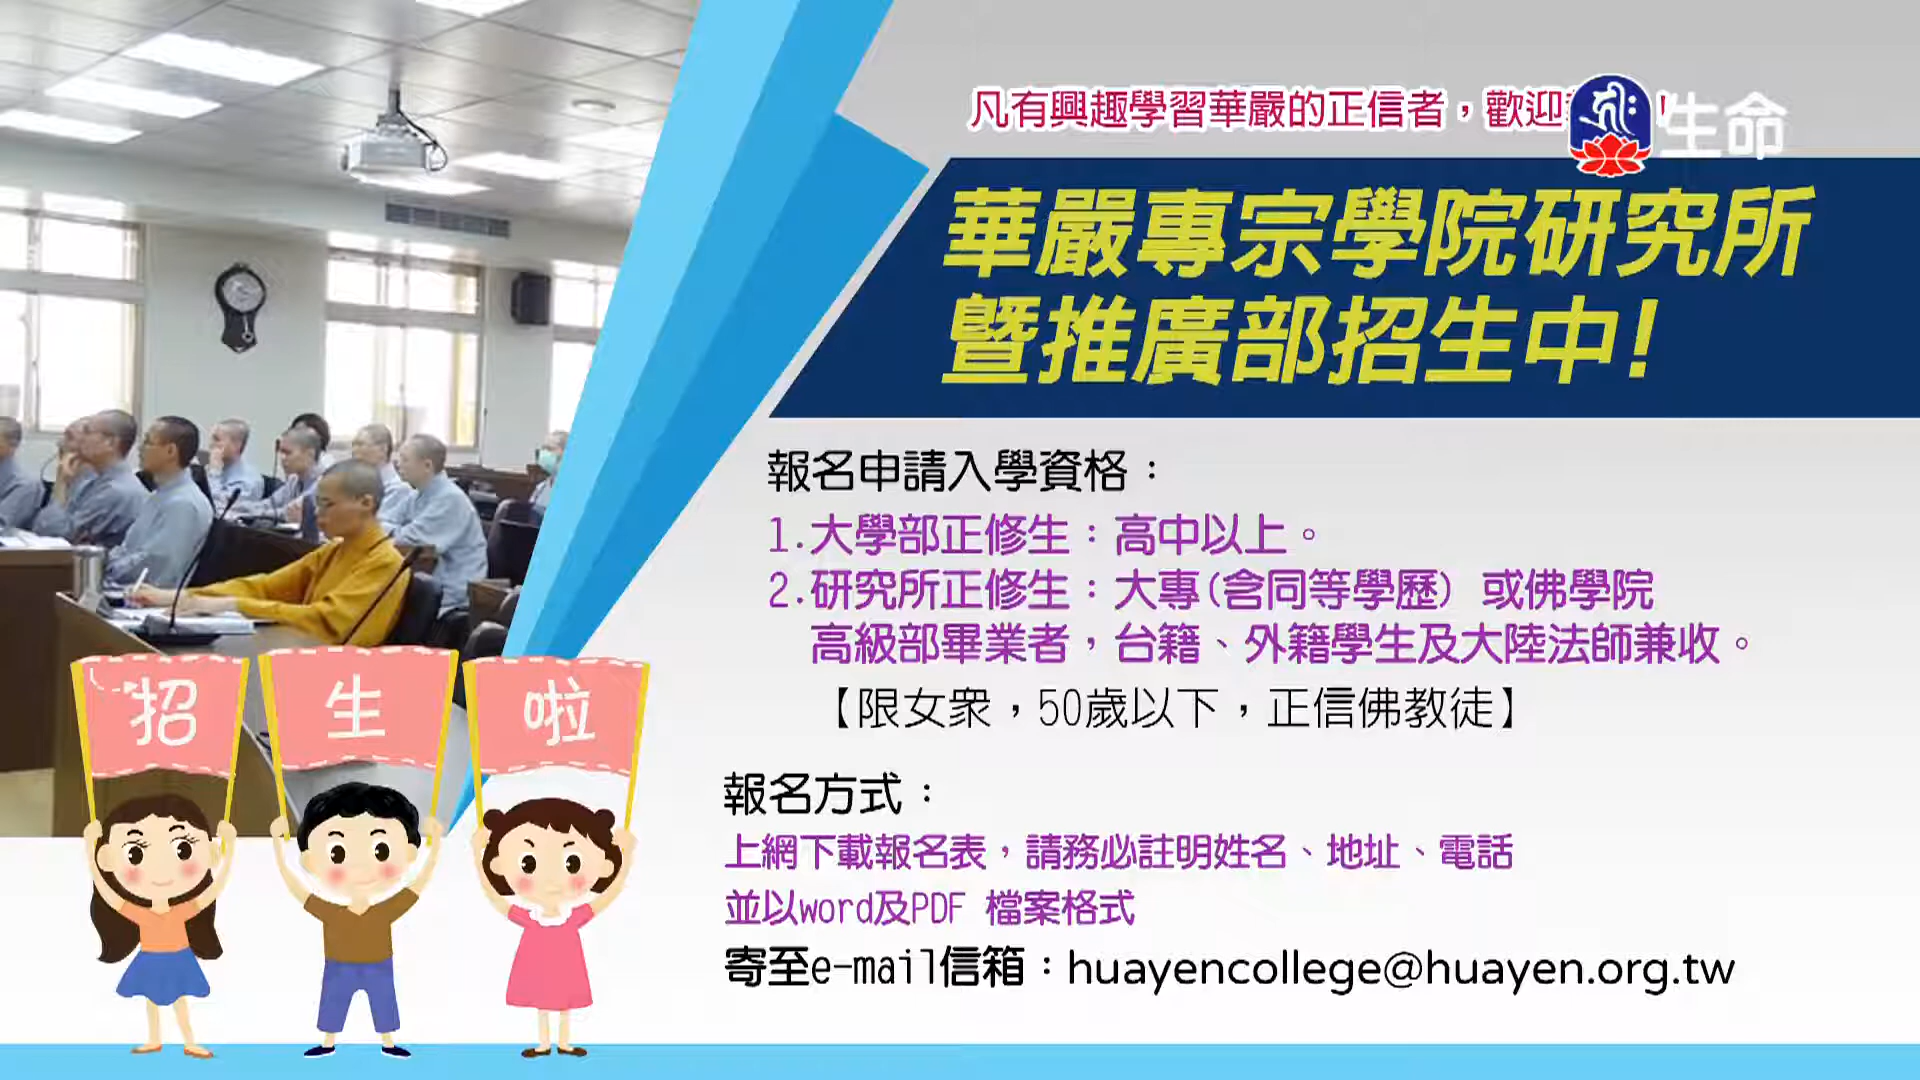 凡有興趣學習華嚴的正信者，歡迎
生命
華嚴專宗學院研究所
暨推廣部招生中!
報名申請入學資格：
1.大學部正修生：高中以上。
2.研究所正修生：大專(含同等學歷) 或佛學院
高級部畢業者，台籍、外籍學生及大陸法師兼收。
【限女衆，50歲以下，正信佛教徒】
招 生 啦
報名方式：
上網下載報名表，請務必註明姓名、地址、電話
並以word及PDF 檔案格式
寄至e-mail信箱：huayencollege@huayen.org.tw